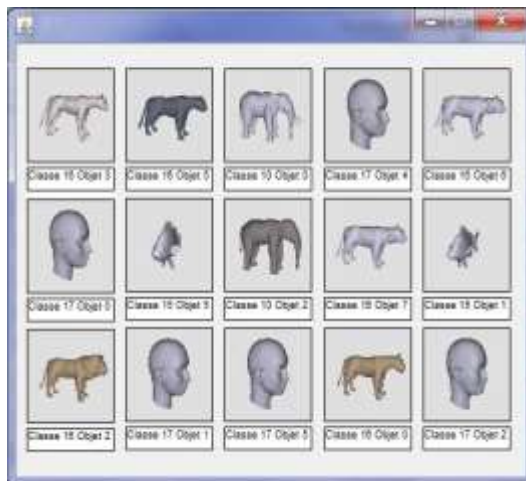 Classe 16 Objet 3
Classe 16 Objet 5
Classe 10 Objet 0
Classe 17 Objet 4
Classe 16 Objet 6
Classe 17 Objet 0
Classe 15 Objet 5
Classe 10 Objet 2
Classe 16 Objet 7
Classe 15 Objet 1
Classe 16 Objet 2
Classe 17 Objet 1
Classe 17 Objet 5
Classe 16 Objet 0
Classe 17 Objet 2